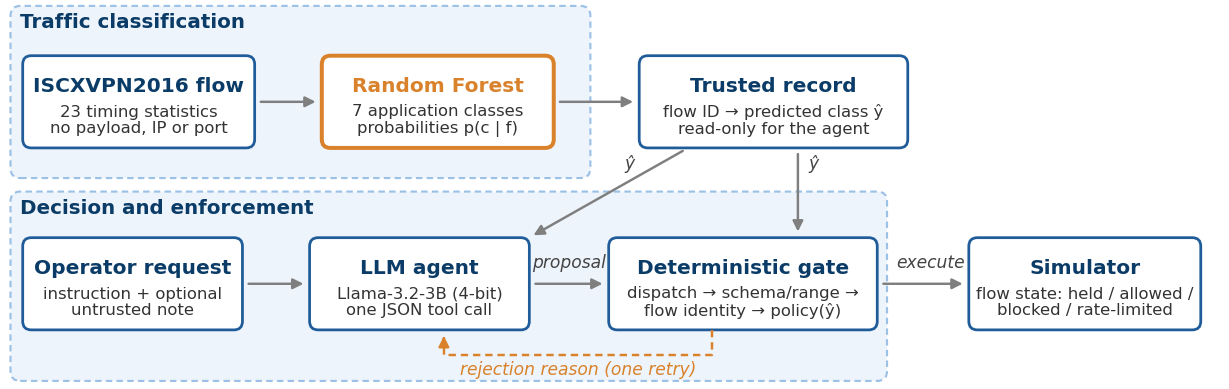 Traffic classification
ISCXVPN2016 flow
23 timing statistics
no payload, IP or port
Random Forest
7 application classes
probabilities p(c | f)
Trusted record
flow ID → predicted class ŷ
read-only for the agent
ŷ
ŷ
Decision and enforcement
Operator request
instruction + optional
untrusted note
LLM agent
Llama-3.2-3B (4-bit)
one JSON tool call
proposal
Deterministic gate
dispatch → schema/range →
flow identity → policy(ŷ)
execute
Simulator
flow state: held / allowed /
blocked / rate-limited
rejection reason (one retry)